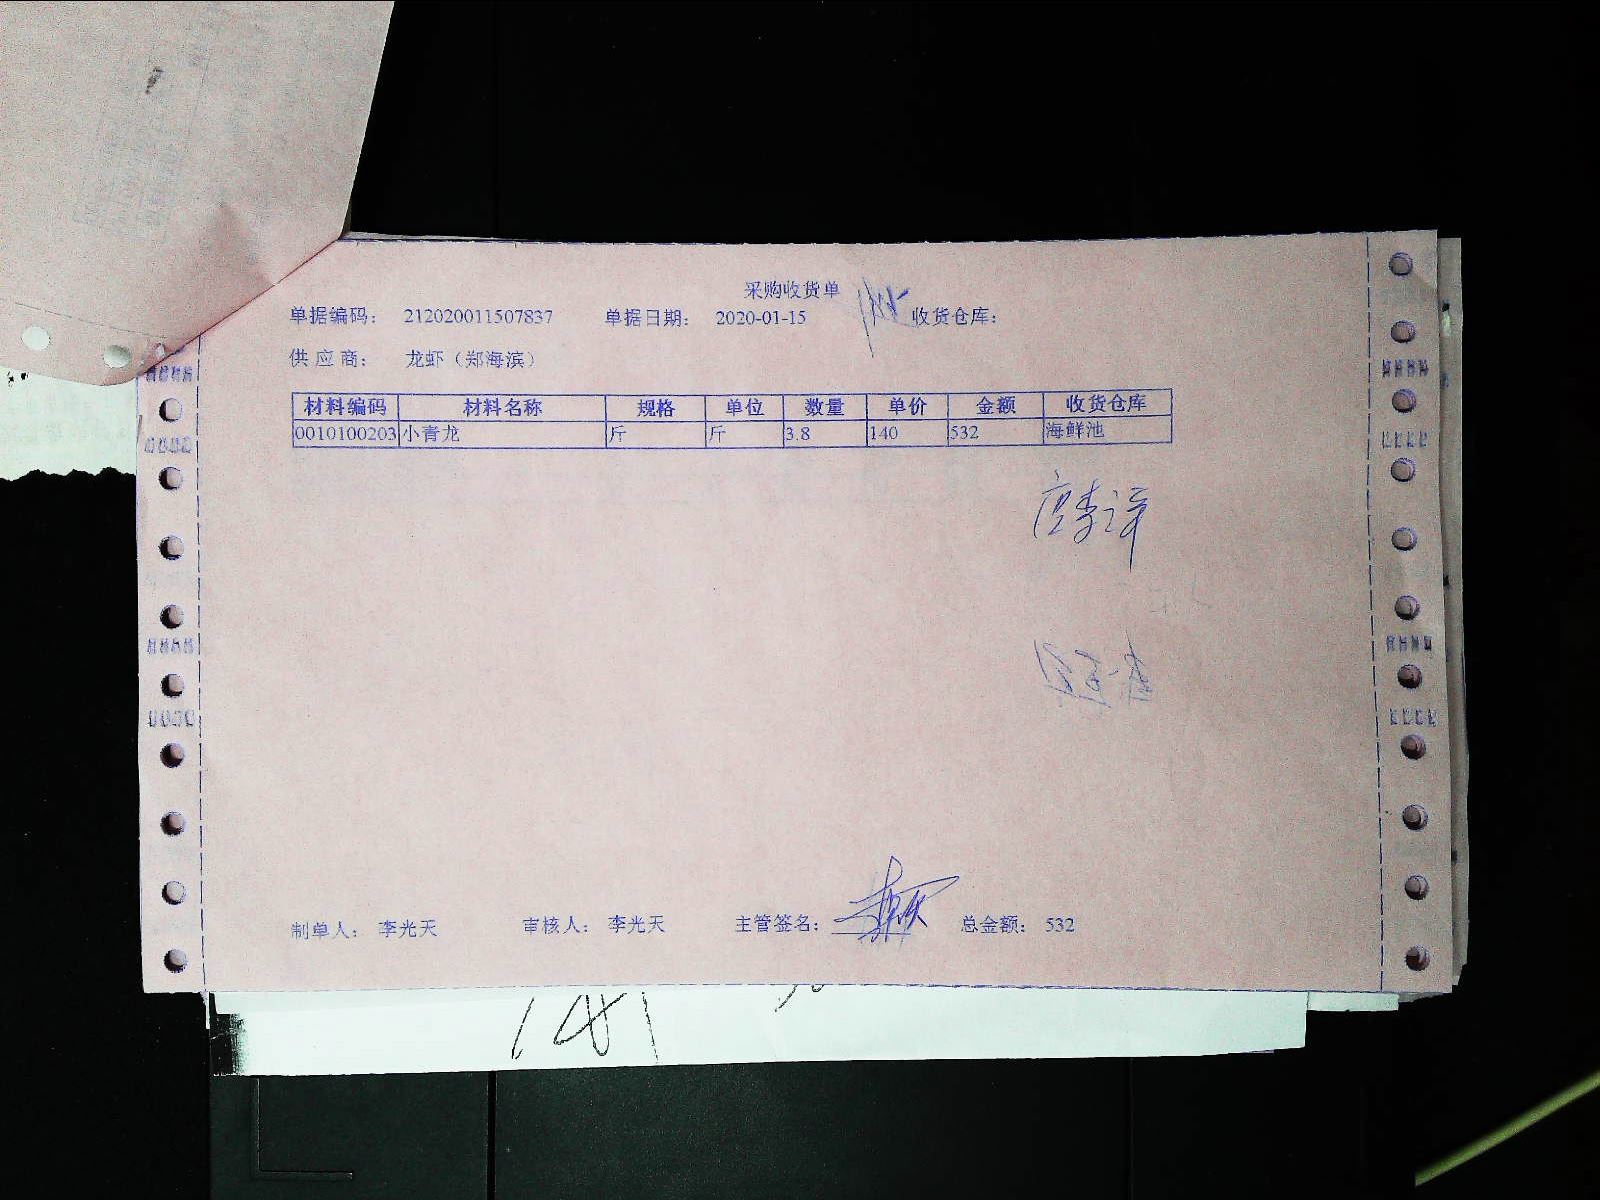 采购收货单
单据编码： 212020011507837 单据日期： 2020-01-15 收货仓库：
供应商： 龙虾（郑海滨）
材料编码 材料名称 规格 单位 数量 单价 金额 收货仓库
0010100203 小青龙 斤 斤 3.8 140 532 海鲜池
制单人： 李光天 审核人： 李光天 主管签名： 总金额： 532